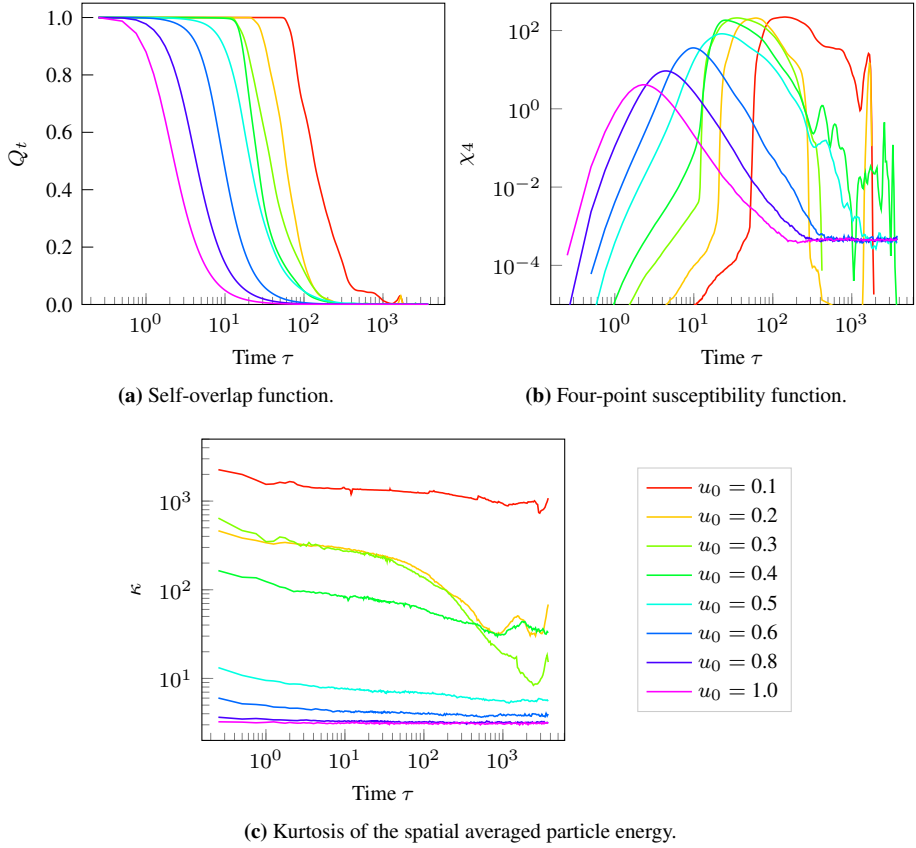 1.0
0.8
0.6
0.4
0.2
0.0
Q_t
10^0 10^1 10^2 10^3
Time τ
(a) Self-overlap function.
10^2
10^0
10^−2
10^−4
χ_4
10^0 10^1 10^2 10^3
Time τ
(b) Four-point susceptibility function.
10^3
10^2
10^1
κ
10^0 10^1 10^2 10^3
Time τ
(c) Kurtosis of the spatial averaged particle energy.
u_0 = 0.1
u_0 = 0.2
u_0 = 0.3
u_0 = 0.4
u_0 = 0.5
u_0 = 0.6
u_0 = 0.8
u_0 = 1.0